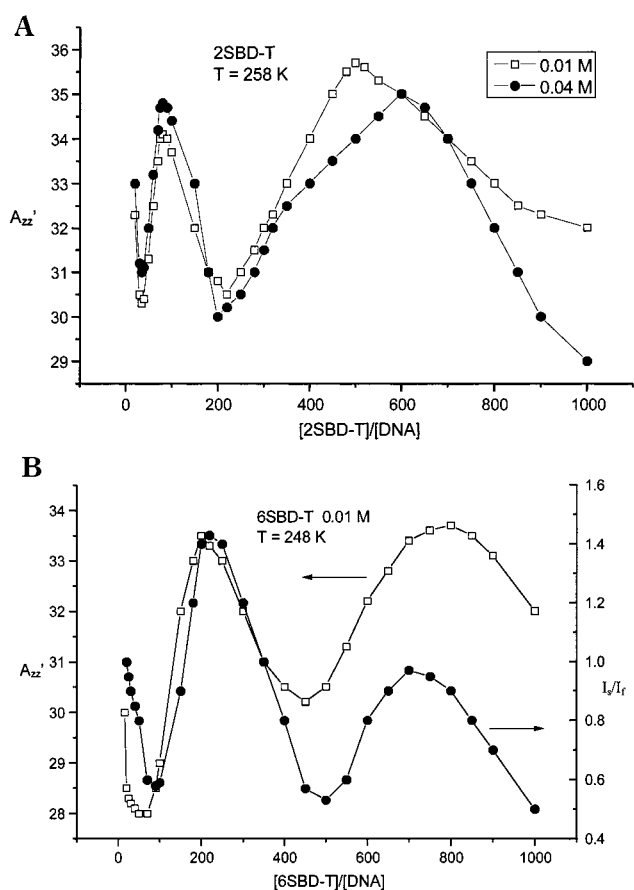 A
2SBD-T
T = 258 K
0.01 M
0.04 M
36
35
34
33
32
31
30
29
Azz'
0 200 400 600 800 1000
[2SBD-T]/[DNA]
B
6SBD-T 0.01 M
T = 248 K
34
33
32
31
30
29
28
Azz'
1.6
1.4
1.2
1.0
0.8
0.6
0.4
Is/If
0 200 400 600 800 1000
[6SBD-T]/[DNA]